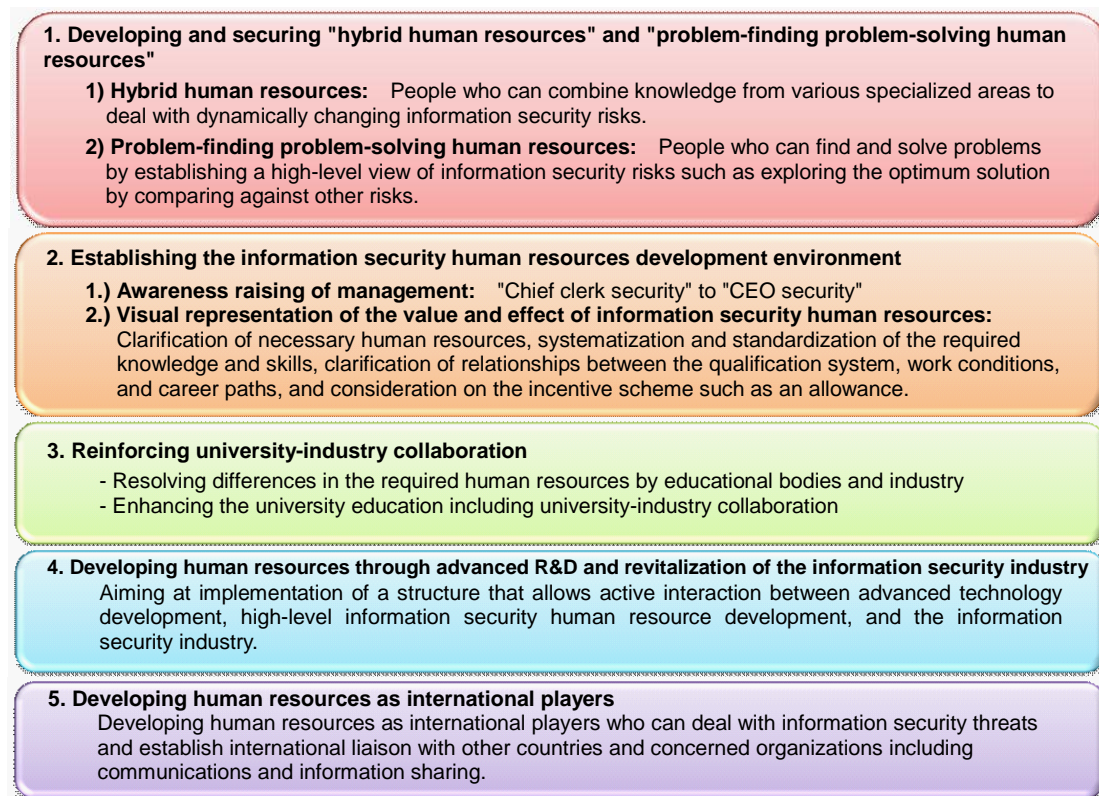 1. Developing and securing "hybrid human resources" and "problem-finding problem-solving human
resources"
1) Hybrid human resources: People who can combine knowledge from various specialized areas to
deal with dynamically changing information security risks.
2) Problem-finding problem-solving human resources: People who can find and solve problems
by establishing a high-level view of information security risks such as exploring the optimum solution
by comparing against other risks.
2. Establishing the information security human resources development environment
1.) Awareness raising of management: "Chief clerk security" to "CEO security"
2.) Visual representation of the value and effect of information security human resources:
Clarification of necessary human resources, systematization and standardization of the required
knowledge and skills, clarification of relationships between the qualification system, work conditions,
and career paths, and consideration on the incentive scheme such as an allowance.
3. Reinforcing university-industry collaboration
- Resolving differences in the required human resources by educational bodies and industry
- Enhancing the university education including university-industry collaboration
4. Developing human resources through advanced R&D and revitalization of the information security industry
Aiming at implementation of a structure that allows active interaction between advanced technology
development, high-level information security human resource development, and the information
security industry.
5. Developing human resources as international players
Developing human resources as international players who can deal with information security threats
and establish international liaison with other countries and concerned organizations including
communications and information sharing.